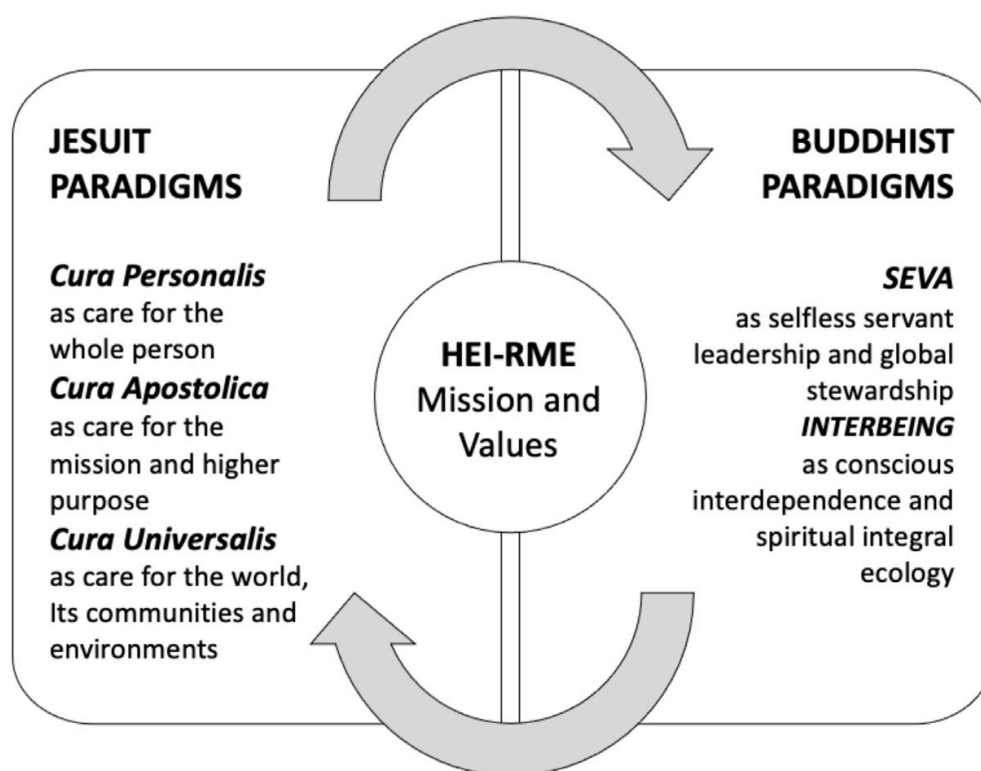 JESUIT
PARADIGMS
Cura Personalis
as care for the
whole person
Cura Apostolica
as care for the
mission and higher
purpose
Cura Universalis
as care for the world,
Its communities and
environments
HEI-RME
Mission and
Values
BUDDHIST
PARADIGMS
SEVA
as selfless servant
leadership and global
stewardship
INTERBEING
as conscious
interdependence and
spiritual integral
ecology